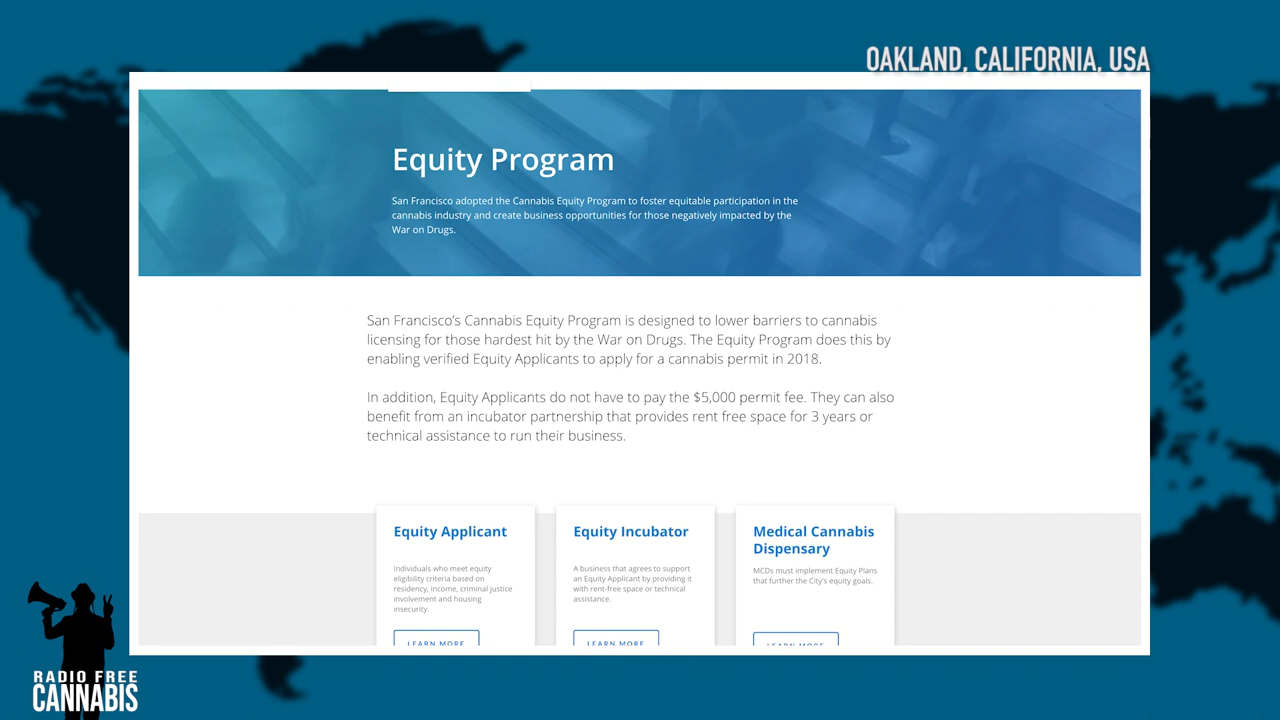 OAKLAND, CALIFORNIA, USA
Equity Program
San Francisco adopted the Cannabis Equity Program to foster equitable participation in the
cannabis industry and create business opportunities for those negatively impacted by the
War on Drugs.
San Francisco’s Cannabis Equity Program is designed to lower barriers to cannabis
licensing for those hardest hit by the War on Drugs. The Equity Program does this by
enabling verified Equity Applicants to apply for a cannabis permit in 2018.
In addition, Equity Applicants do not have to pay the $5,000 permit fee. They can also
benefit from an incubator partnership that provides rent free space for 3 years or
technical assistance to run their business.
Equity Applicant
Individuals who meet equity
eligibility criteria based on
residency, income, criminal justice
involvement and housing
insecurity.
LEARN MORE
Equity Incubator
A business that agrees to support
an Equity Applicant by providing it
with rent-free space or technical
assistance.
LEARN MORE
Medical Cannabis
Dispensary
MCDs must implement Equity Plans
that further the City's equity goals.
LEARN MORE
RADIO FREE
CANNABIS